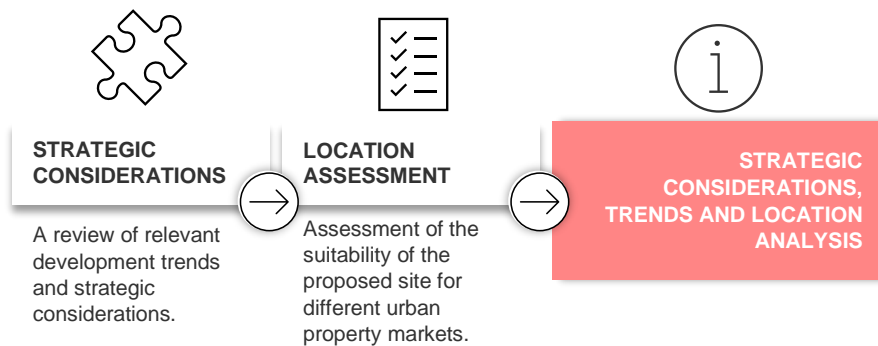 STRATEGIC
CONSIDERATIONS
A review of relevant
development trends
and strategic
considerations.
LOCATION
ASSESSMENT
Assessment of the
suitability of the
proposed site for
different urban
property markets.
STRATEGIC
CONSIDERATIONS,
TRENDS AND LOCATION
ANALYSIS